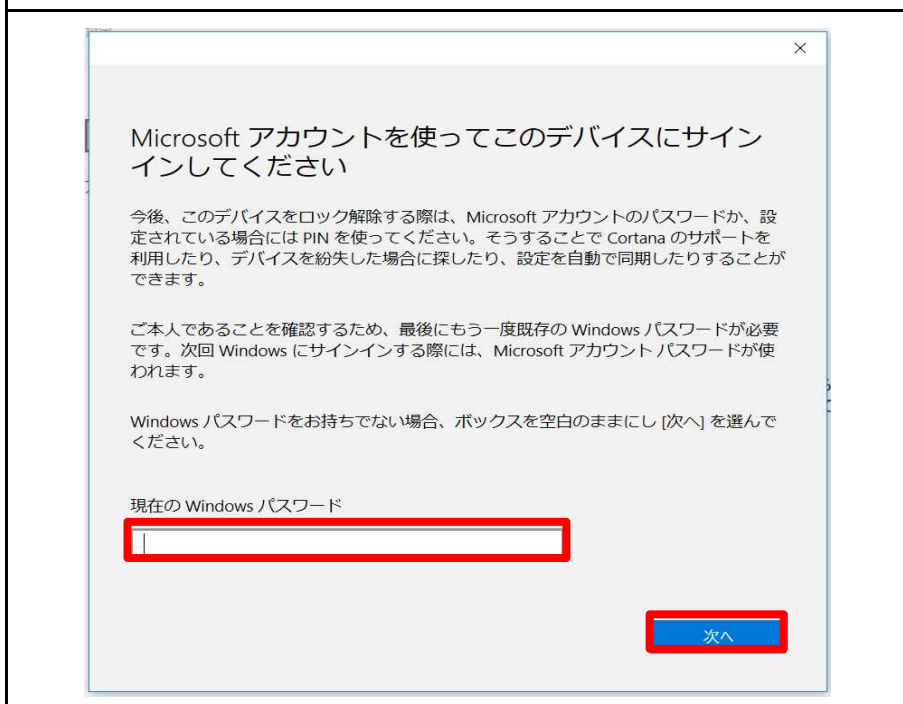 Microsoft アカウントを使ってこのデバイスにサイン
インしてください
今後、このデバイスをロック解除する際は、Microsoft アカウントのパスワードか、設
定されている場合には PIN を使ってください。そうすることで Cortana のサポートを
利用したり、デバイスを紛失した場合に探したり、設定を自動で同期したりすることが
できます。
ご本人であることを確認するため、最後にもう一度既存の Windows パスワードが必要
です。次回 Windows にサインインする際には、Microsoft アカウント パスワードが使
われます。
Windows パスワードをお持ちでない場合、ボックスを空白のままにし [次へ] を選んで
ください。
現在の Windows パスワード
次へ